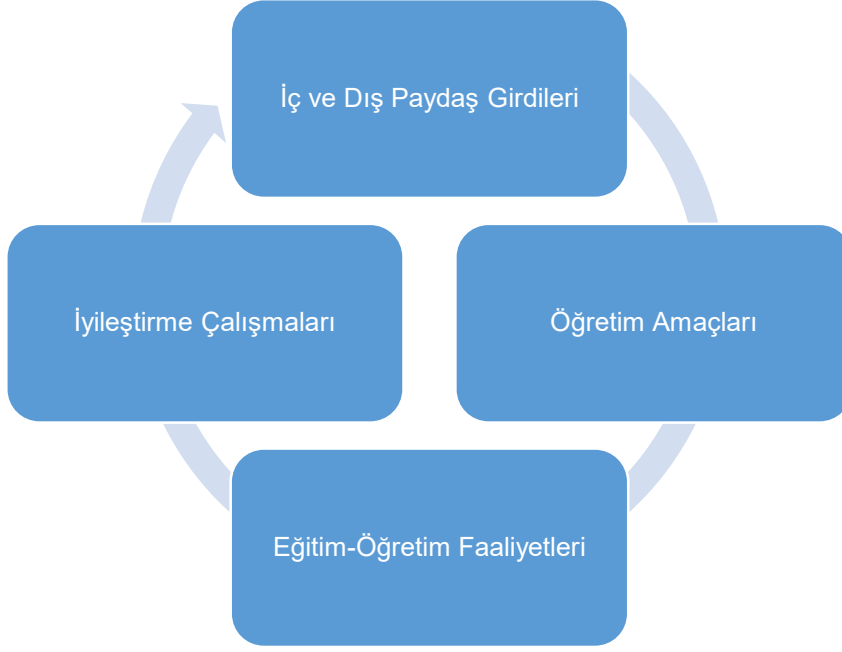 İç ve Dış Paydaş Girdileri
İyileştirme Çalışmaları
Öğretim Amaçları
Eğitim-Öğretim Faaliyetleri